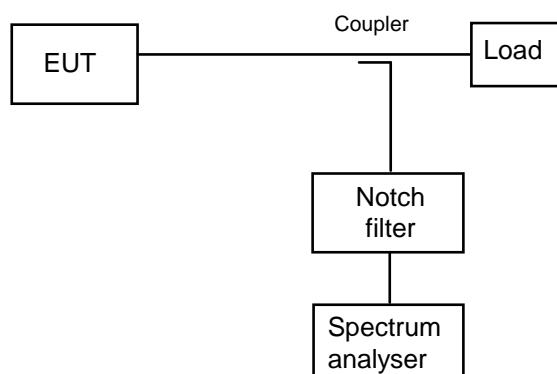 Coupler
EUT
Load
Notch
filter
Spectrum
analyser